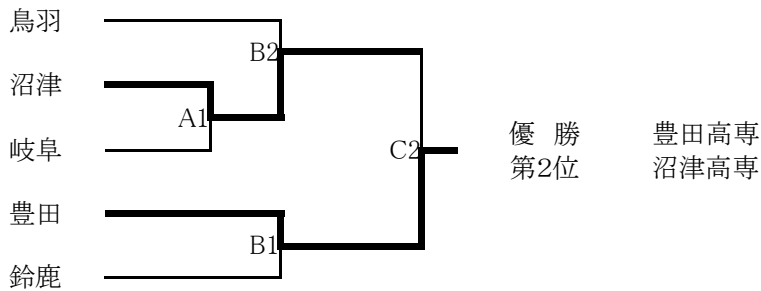 鳥羽
B2
沼津
A1
岐阜
C2
優　勝　　豊田高専
第2位　　沼津高専
豊田
B1
鈴鹿